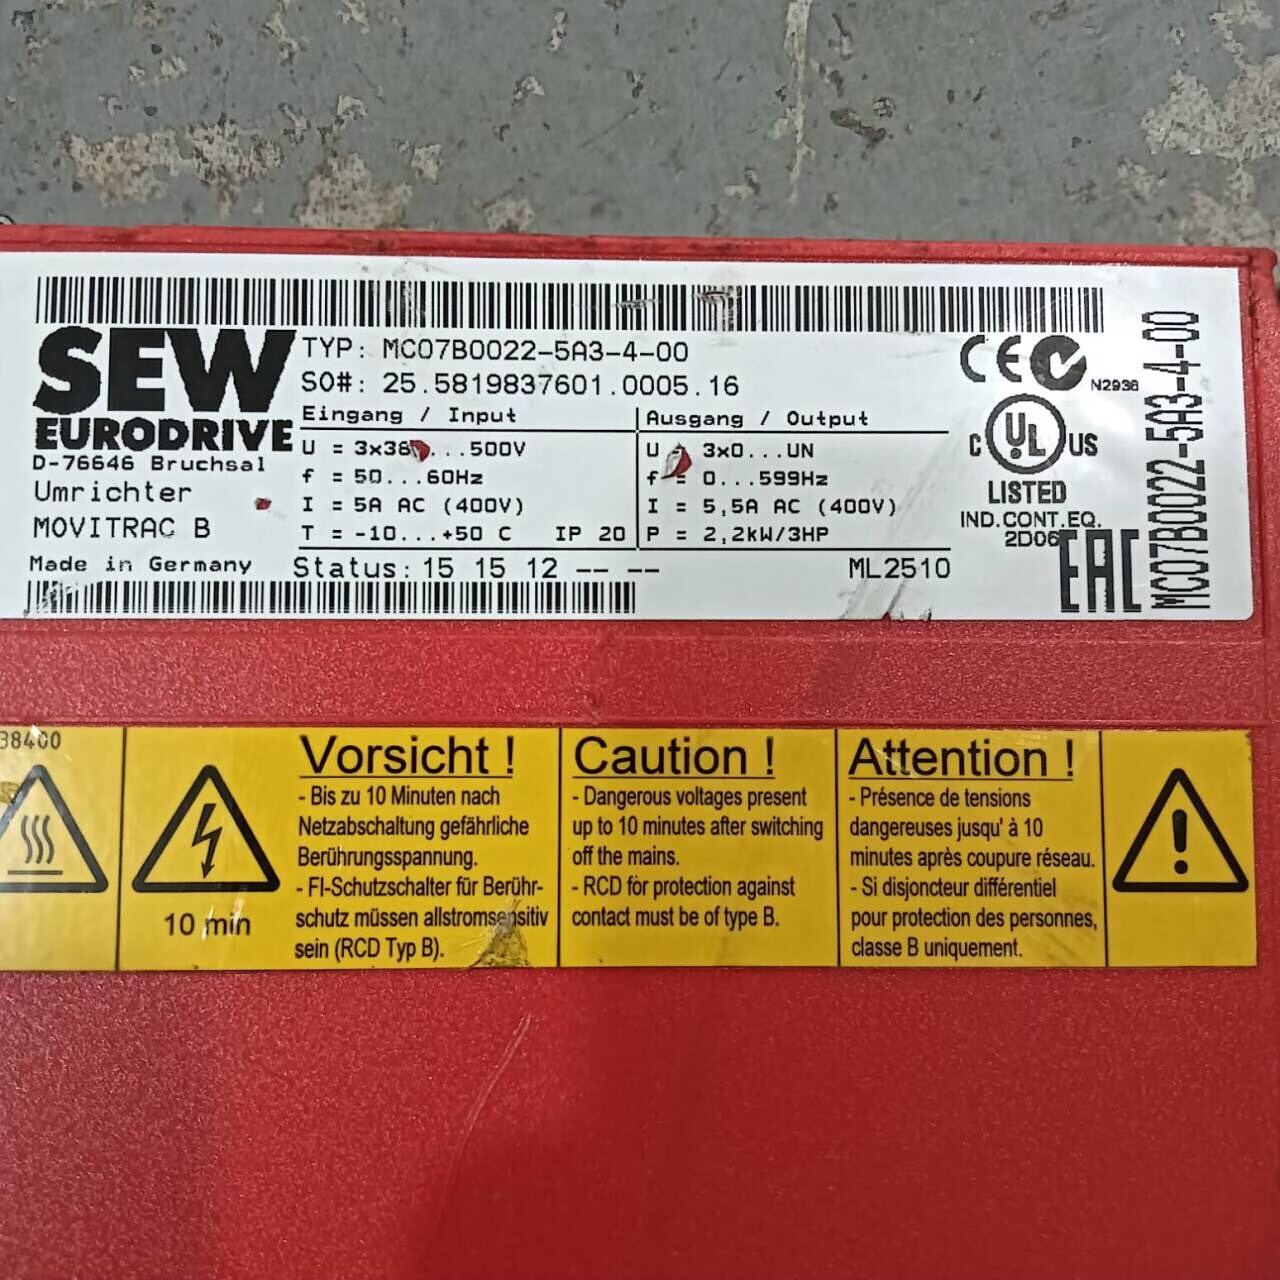 SEW
EURODRIVE
D-76646 Bruchsal
Umrichter
MOVITRAC B
Made in Germany
TYP: MC07B0022-5A3-4-00
SO#: 25.5819837601.0005.16
Eingang / Input
U = 3x38 ...500V
f = 50...60Hz
I = 5A AC (400V)
T = -10...+50 C IP 20
Ausgang / Output
U = 3x0...UN
f = 0...599Hz
I = 5,5A AC (400V)
P = 2,2kW/3HP
Status: 15 15 12 -- --
ML2510
CE
N2936
C UL US
LISTED
IND.CONT.EQ.
2D06
EAC
MC07B0022-5A3-4-00
38400
10 min
Vorsicht !
- Bis zu 10 Minuten nach
Netzabschaltung gefährliche
Berührungsspannung.
- FI-Schutzschalter für Berühr-
schutz müssen allstromsensitiv
sein (RCD Typ B).
Caution !
- Dangerous voltages present
up to 10 minutes after switching
off the mains.
- RCD for protection against
contact must be of type B.
Attention !
- Présence de tensions
dangereuses jusqu' à 10
minutes après coupure réseau.
- Si disjoncteur différentiel
pour protection des personnes,
classe B uniquement.